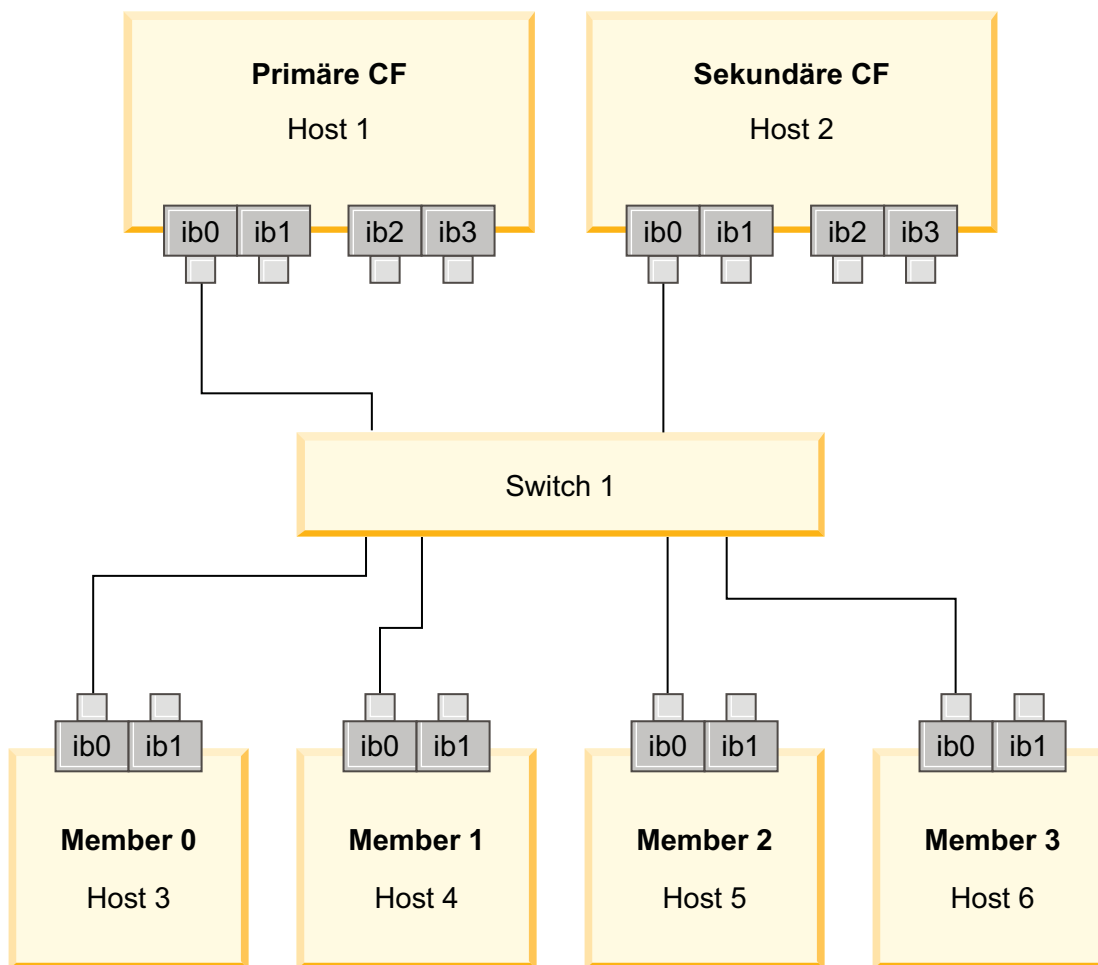 Primäre CF
Host 1
Sekundäre CF
Host 2
ib0 ib1 ib2 ib3
ib0 ib1 ib2 ib3
Switch 1
ib0 ib1
ib0 ib1
ib0 ib1
ib0 ib1
Member 0
Host 3
Member 1
Host 4
Member 2
Host 5
Member 3
Host 6